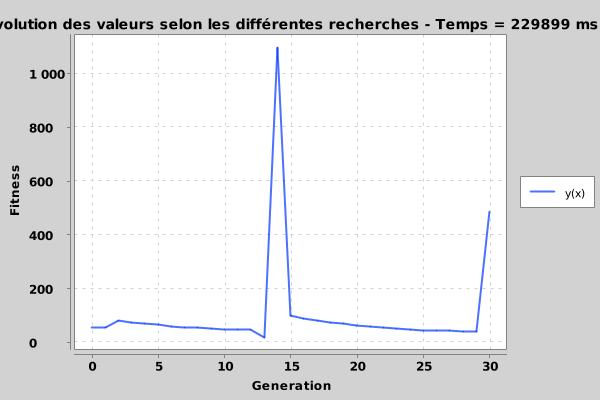 volution des valeurs selon les différentes recherches - Temps = 229899 ms
1 000
800
600
400
200
0
Fitness
0 5 10 15 20 25 30
Generation
y(x)